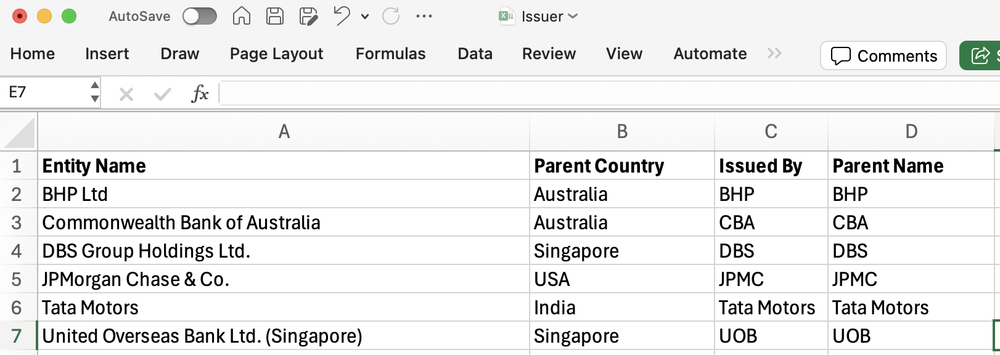 AutoSave Issuer
Home Insert Draw Page Layout Formulas Data Review View Automate Comments
E7 fx
A B C D
1 Entity Name Parent Country Issued By Parent Name
2 BHP Ltd Australia BHP BHP
3 Commonwealth Bank of Australia Australia CBA CBA
4 DBS Group Holdings Ltd. Singapore DBS DBS
5 JPMorgan Chase & Co. USA JPMC JPMC
6 Tata Motors India Tata Motors Tata Motors
7 United Overseas Bank Ltd. (Singapore) Singapore UOB UOB